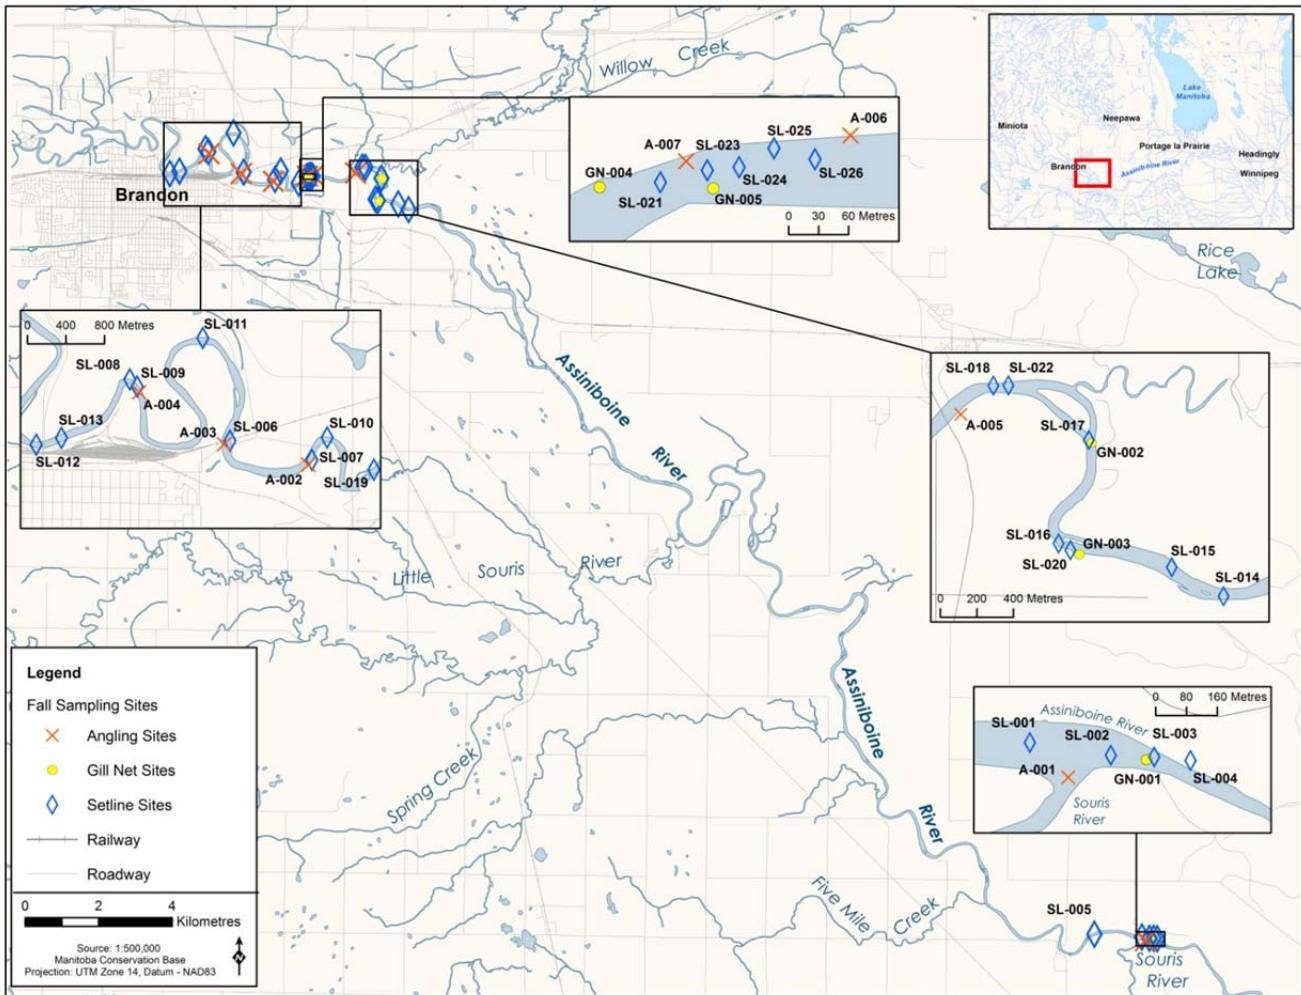 Willow Creek
Lake
Manitoba
Miniota
Neepawa
Portage la Prairie
Headingly
Winnipeg
Brandon
Assiniboine River
Rice
Lake
Brandon
A-006
SL-025
A-007
SL-023
GN-004
SL-026
SL-024
SL-021
GN-005
0 30 60 Metres
0 400 800 Metres
SL-011
SL-008
SL-009
A-004
SL-013
A-003
SL-006
SL-010
SL-012
SL-007
A-002
SL-019
Assiniboine
River
SL-018
SL-022
A-005
SL-017
GN-002
SL-016
GN-003
SL-020
SL-015
SL-014
0 200 400 Metres
Little Souris River
Assiniboine
River
Spring Creek
Five Mile
Creek
0 80 160 Metres
Assiniboine River
SL-001
SL-002
SL-003
A-001
GN-001
SL-004
Souris
River
SL-005
Souris
River
Legend
Fall Sampling Sites
Angling Sites
Gill Net Sites
Setline Sites
Railway
Roadway
0 2 4
Kilometres
Source: 1:500,000
Manitoba Conservation Base
Projection: UTM Zone 14, Datum - NAD83
N